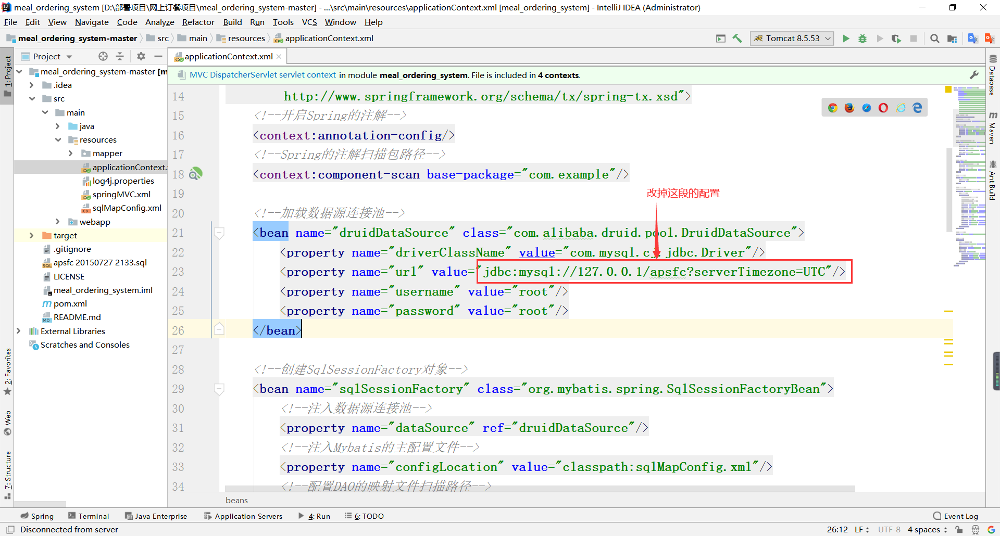 meal_ordering_system [D:\部署项目\网上订餐项目\meal_ordering_system-master] - ...\src\main\resources\applicationContext.xml [meal_ordering_system] - IntelliJ IDEA (Administrator)
File Edit View Navigate Code Analyze Refactor Build Run Tools VCS Window Help
meal_ordering_system-master src main resources applicationContext.xml Tomcat 8.5.53
Project
applicationContext.xml
MVC DispatcherServlet servlet context in module meal_ordering_system. File is included in 4 contexts.
1: Project
meal_ordering_system-master [m
.idea
src
main
java
resources
mapper
applicationContext.
log4j.properties
springMVC.xml
sqlMapConfig.xml
webapp
target
.gitignore
apsfc 20150727 2133.sql
LICENSE
meal_ordering_system.iml
pom.xml
README.md
External Libraries
Scratches and Consoles
2: Favorites
Web
7: Structure
14 http://www.springframework.org/schema/tx/spring-tx.xsd">
15 <!--开启Spring的注解-->
16 <context:annotation-config/>
17 <!--Spring的注解扫描包路径-->
18 <context:component-scan base-package="com.example"/>
19
改掉这段的配置
20 <!--加载数据源连接池-->
21 <bean name="druidDataSource" class="com.alibaba.druid.pool.DruidDataSource">
22 <property name="driverClassName" value="com.mysql.cj.jdbc.Driver"/>
23 <property name="url" value="jdbc:mysql://127.0.0.1/apsfc?serverTimezone=UTC"/>
24 <property name="username" value="root"/>
25 <property name="password" value="root"/>
26 </bean>
27
28 <!--创建SqlSessionFactory对象-->
29 <bean name="sqlSessionFactory" class="org.mybatis.spring.SqlSessionFactoryBean">
30 <!--注入数据源连接池-->
31 <property name="dataSource" ref="druidDataSource"/>
32 <!--注入Mybatis的主配置文件-->
33 <property name="configLocation" value="classpath:sqlMapConfig.xml"/>
34 <!--配置DAO的映射文件扫描路径-->
beans
Database
Maven
Ant Build
Spring Terminal Java Enterprise Application Servers 4: Run 6: TODO Event Log
Disconnected from server 26:12 LF UTF-8 4 spaces